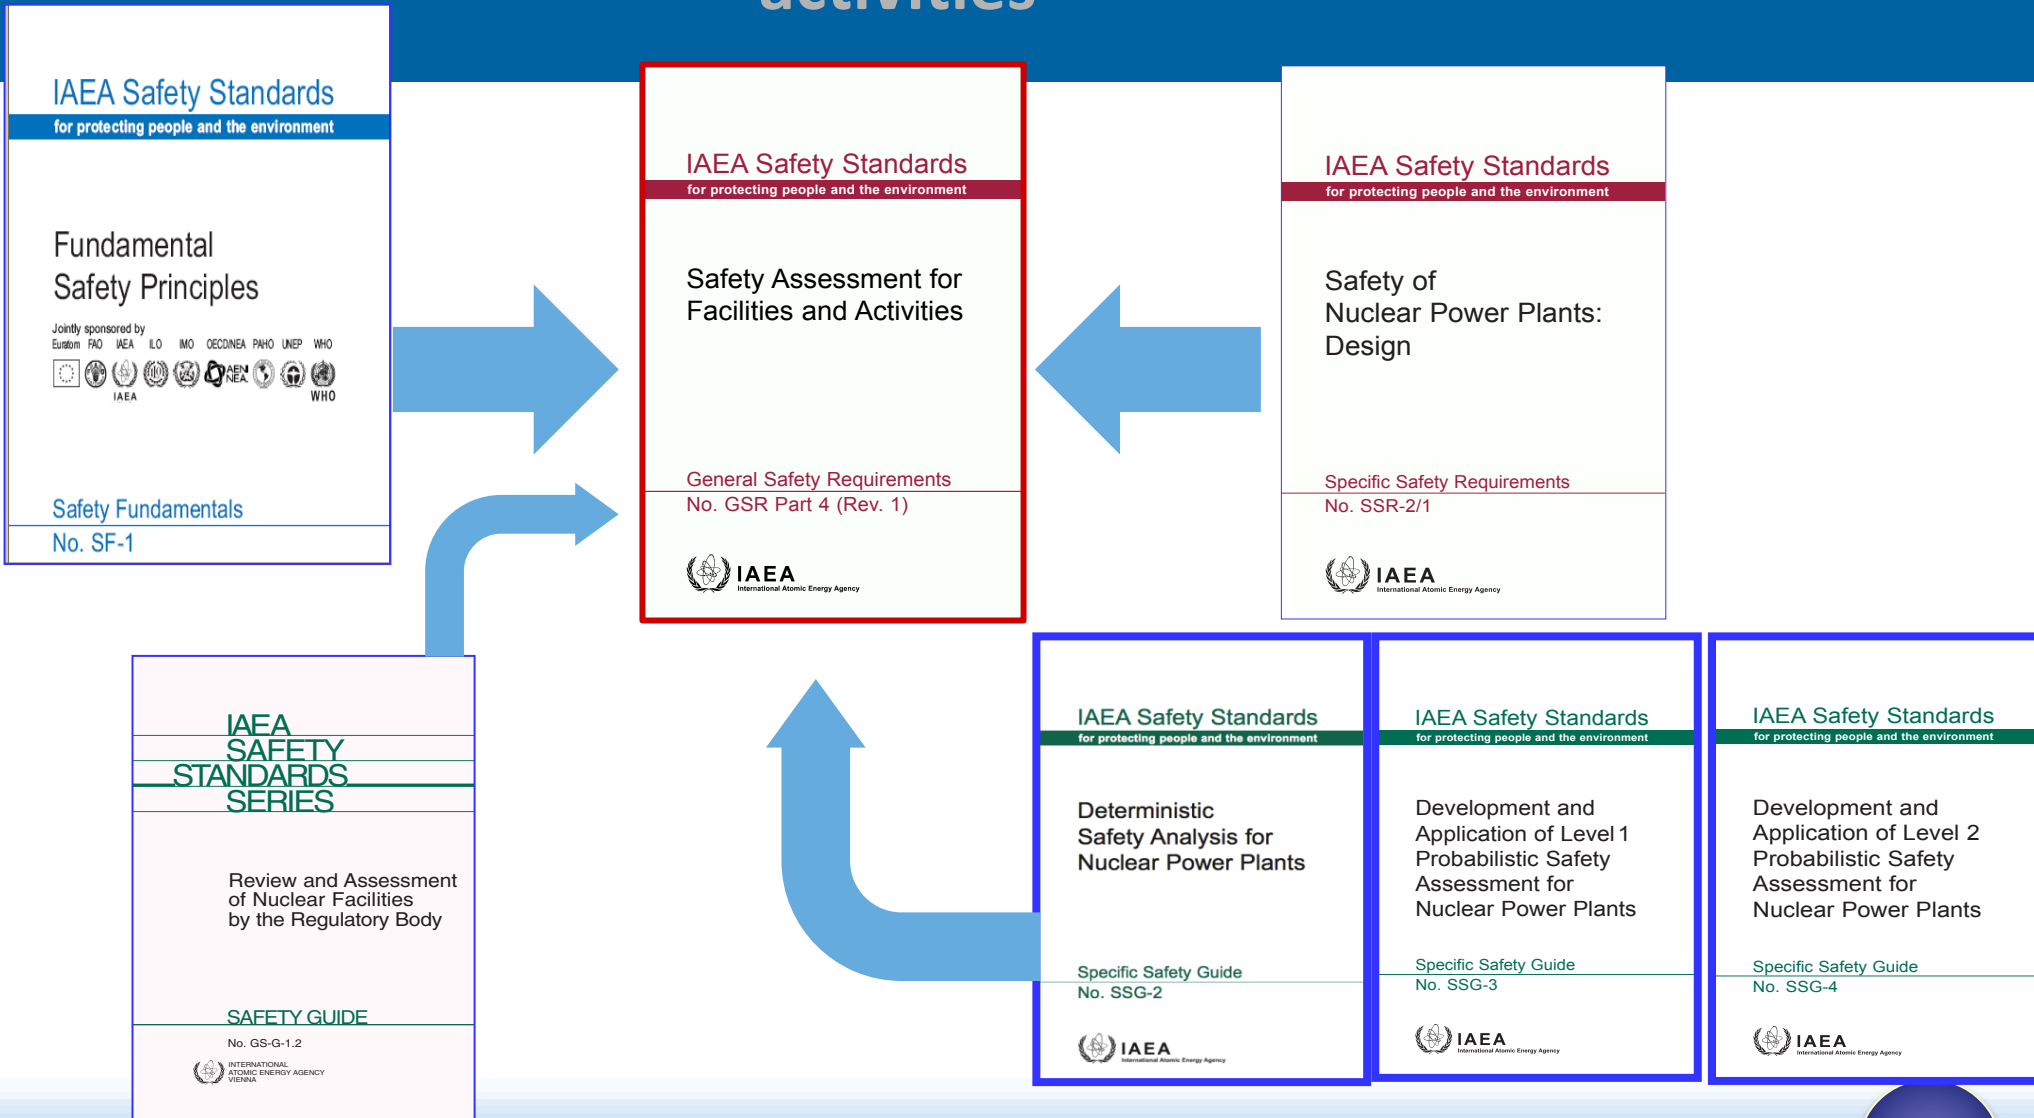 activities
IAEA Safety Standards
for protecting people and the environment
Fundamental
Safety Principles
Jointly sponsored by
Euratom FAO IAEA ILO IMO OECD/NEA PAHO UNEP WHO
AEN
NEA
IAEA
WHO
Safety Fundamentals
No. SF-1
IAEA Safety Standards
for protecting people and the environment
Safety Assessment for
Facilities and Activities
General Safety Requirements
No. GSR Part 4 (Rev. 1)
IAEA
International Atomic Energy Agency
IAEA Safety Standards
for protecting people and the environment
Safety of
Nuclear Power Plants:
Design
Specific Safety Requirements
No. SSR-2/1
IAEA
International Atomic Energy Agency
IAEA
SAFETY
STANDARDS
SERIES
Review and Assessment
of Nuclear Facilities
by the Regulatory Body
SAFETY GUIDE
No. GS-G-1.2
INTERNATIONAL
ATOMIC ENERGY AGENCY
VIENNA
IAEA Safety Standards
for protecting people and the environment
Deterministic
Safety Analysis for
Nuclear Power Plants
Specific Safety Guide
No. SSG-2
IAEA
International Atomic Energy Agency
IAEA Safety Standards
for protecting people and the environment
Development and
Application of Level 1
Probabilistic Safety
Assessment for
Nuclear Power Plants
Specific Safety Guide
No. SSG-3
IAEA
International Atomic Energy Agency
IAEA Safety Standards
for protecting people and the environment
Development and
Application of Level 2
Probabilistic Safety
Assessment for
Nuclear Power Plants
Specific Safety Guide
No. SSG-4
IAEA
International Atomic Energy Agency